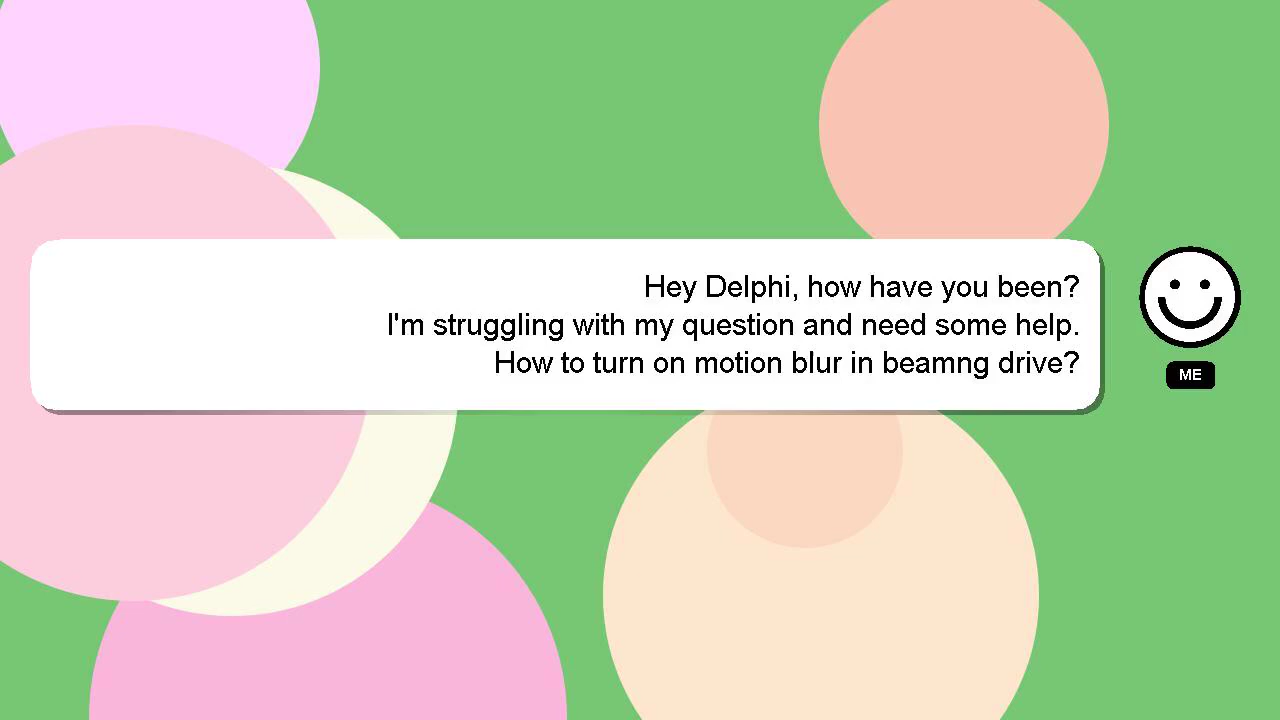 Hey Delphi, how have you been?
I'm struggling with my question and need some help.
How to turn on motion blur in beamng drive?
ME